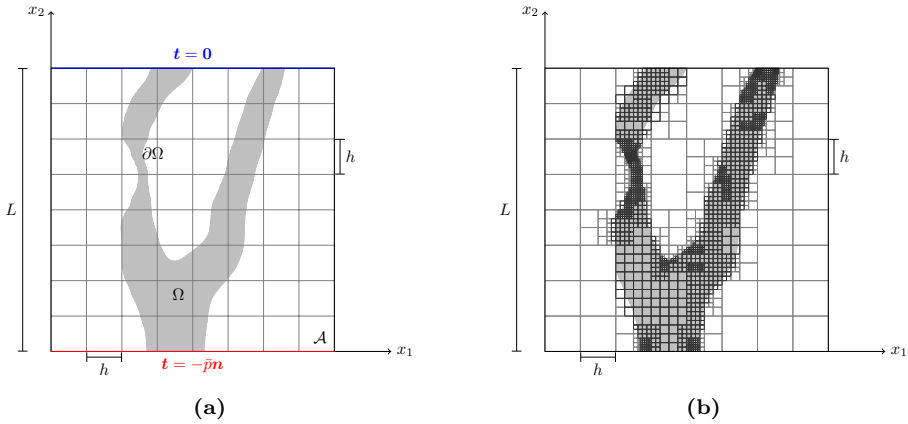 x₂
t = 0
∂Ω
h
L
Ω
𝒜
x₁
t = −p̄n
h
(a)
x₂
h
L
x₁
h
(b)